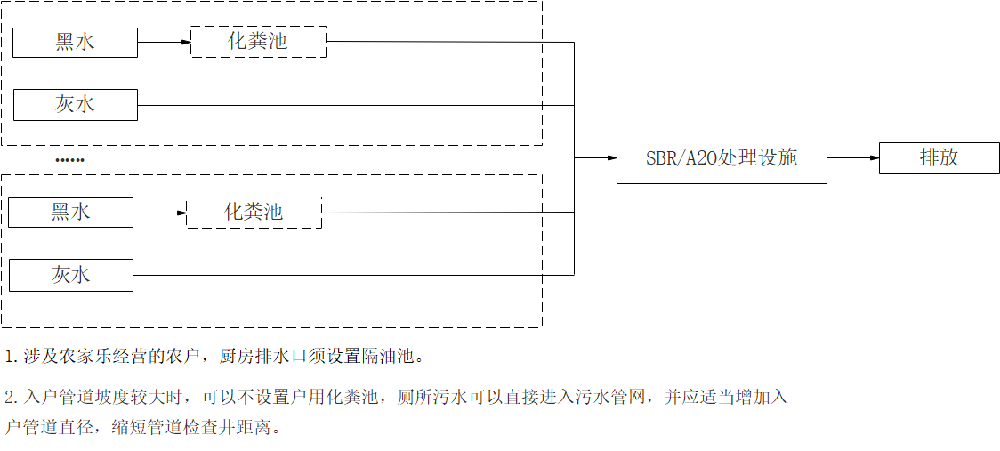 黑水
化粪池
灰水
……
黑水
化粪池
灰水
SBR/A2O处理设施
排放
1.涉及农家乐经营的农户，厨房排水口须设置隔油池。
2.入户管道坡度较大时，可以不设置户用化粪池，厕所污水可以直接进入污水管网，并应适当增加入
户管道直径，缩短管道检查井距离。